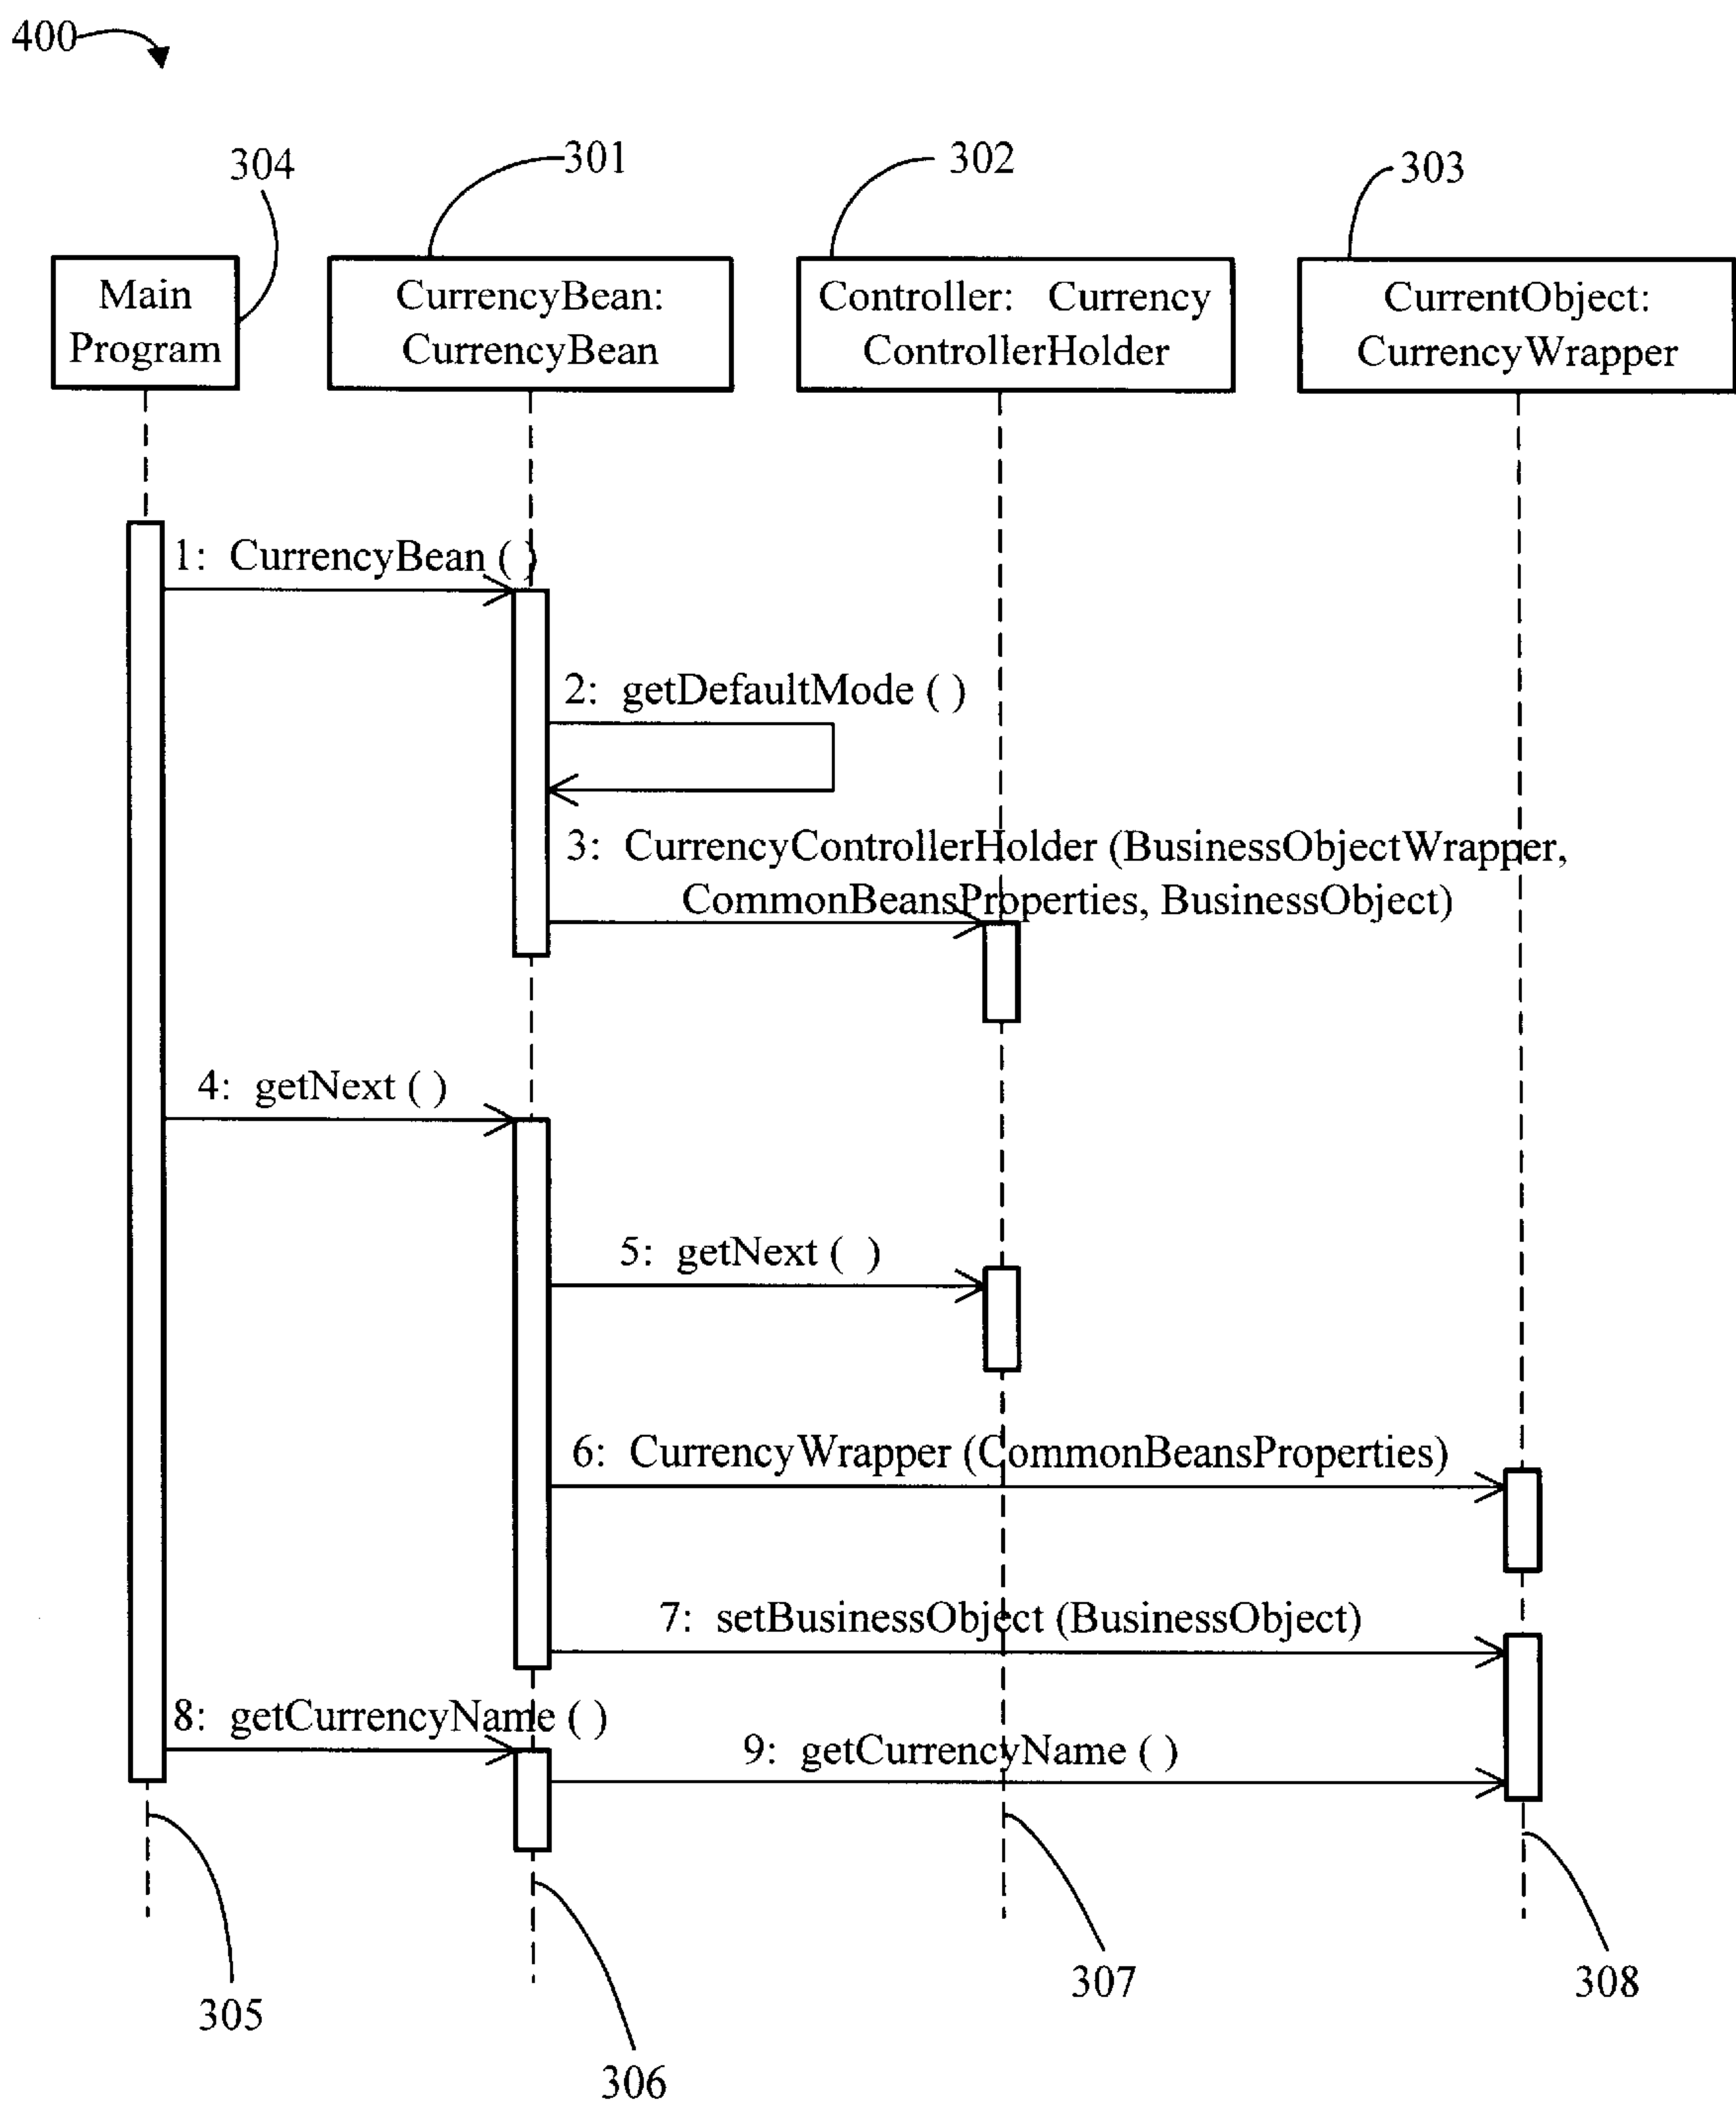 400
304
301
302
303
Main
Program
CurrencyBean:
CurrencyBean
Controller: Currency
ControllerHolder
CurrentObject:
CurrencyWrapper
1: CurrencyBean ( )
2: getDefaultMode ( )
3: CurrencyControllerHolder (BusinessObjectWrapper,
CommonBeansProperties, BusinessObject)
4: getNext ( )
5: getNext ( )
6: CurrencyWrapper (CommonBeansProperties)
7: setBusinessObject (BusinessObject)
8: getCurrencyName ( )
9: getCurrencyName ( )
305
306
307
308